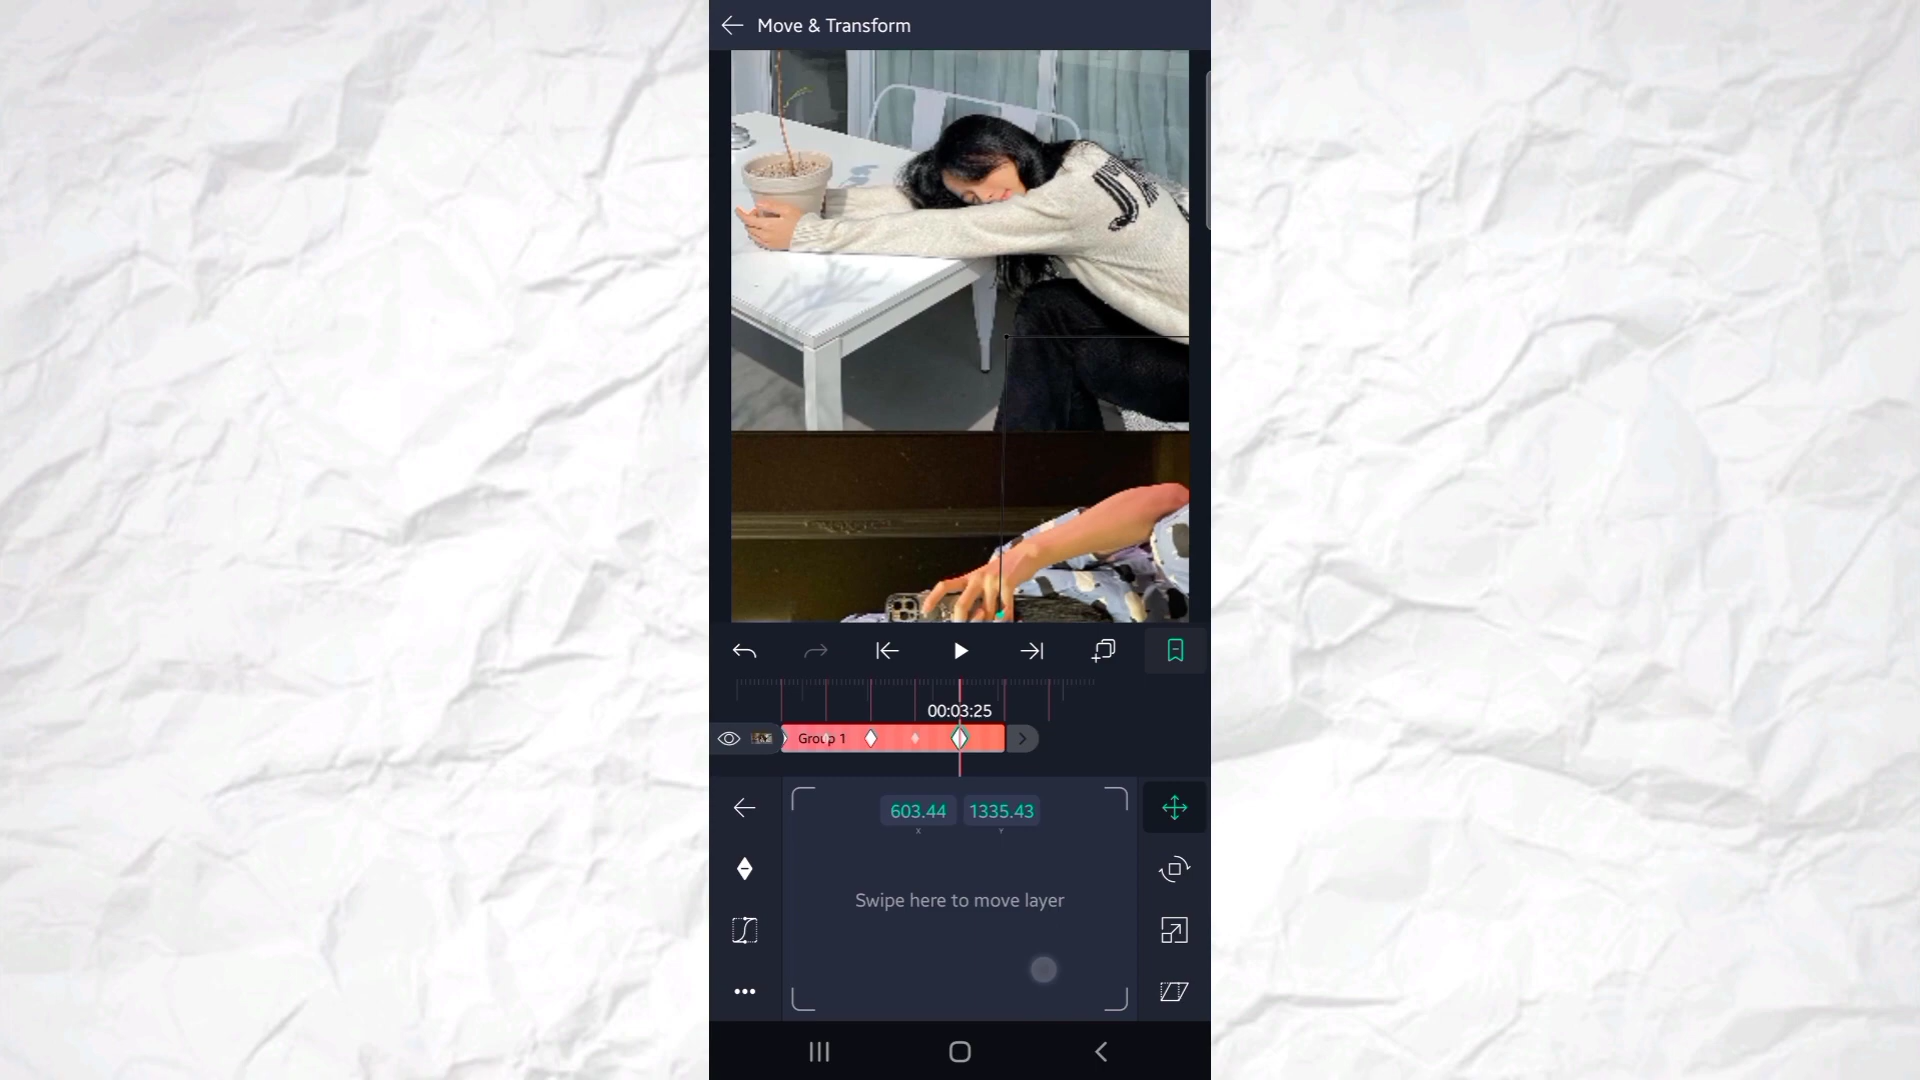 Move & Transform
00:03:25
Group 1
603.44 1335.43
X Y
Swipe here to move layer